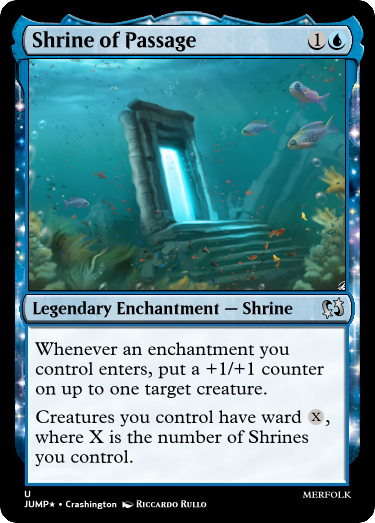 Shrine of Passage 1
Legendary Enchantment — Shrine
Whenever an enchantment you
control enters, put a +1/+1 counter
on up to one target creature.
Creatures you control have ward X,
where X is the number of Shrines
you control.
U MERFOLK
JUMP★ • Crashington RICCARDO RULLO